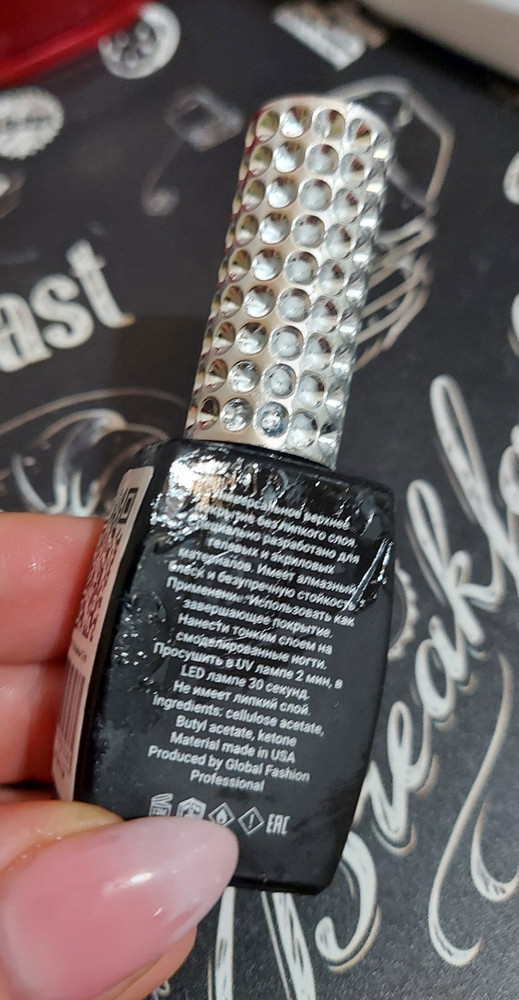 ast
Breakfa
Универсальное верхнее
покрытие без липкого слоя.
Специально разработано для
гелевых и акриловых
материалов. Имеет алмазный
блеск и безупречную стойкость.
Применение: Использовать как
завершающее покрытие.
Нанести тонким слоем на
смоделированные ногти.
Просушить в UV лампе 2 мин, в
LED лампе 30 секунд.
Не имеет липкий слой.
Ingredients: cellulose acetate,
Butyl acetate, ketone
Material made in USA
Produced by Global Fashion
Professional
EAC